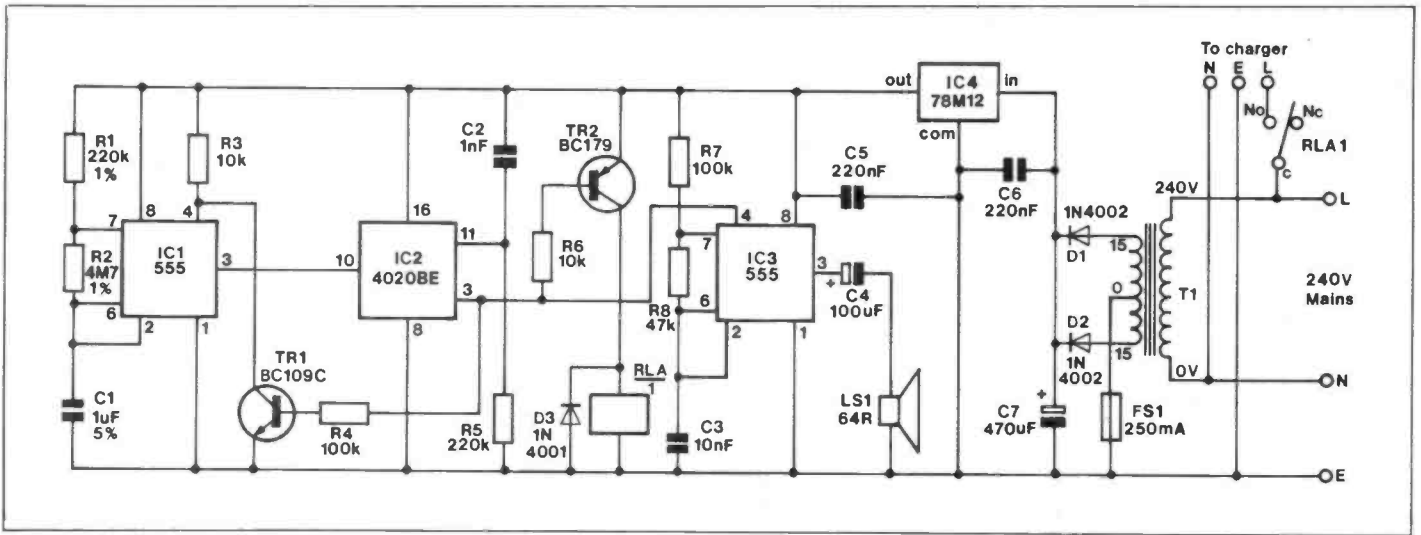 R1
220k
1%
R2
4M7
1%
C1
1uF
5%
R3
10k
7
8
4
6
2
1
3
IC1
555
TR1
BC109C
R4
100k
10
16
11
3
8
IC2
4020BE
C2
1nF
R5
220k
TR2
BC179
R6
10k
D3
1N
4001
RLA
1
R7
100k
R8
47k
C3
10nF
4
8
7
6
2
3
1
IC3
555
C5
220nF
+
C4
100uF
LS1
64R
out
IC4
78M12
in
com
C6
220nF
1N4002
D1
D2
1N
4002
+
C7
470uF
15
0
15
FS1
250mA
T1
240V
0V
To charger
N E L
No
Nc
C
RLA1
L
240V
Mains
N
E